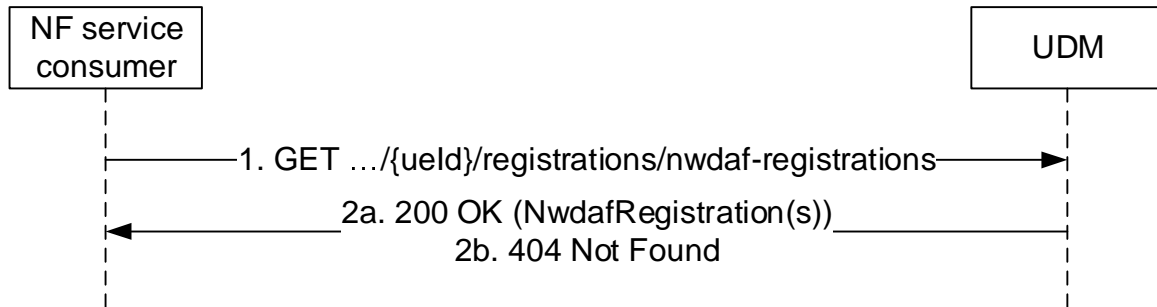 NF service
consumer
UDM
1. GET …/{ueId}/registrations/nwdaf-registrations
2a. 200 OK (NwdafRegistration(s))
2b. 404 Not Found